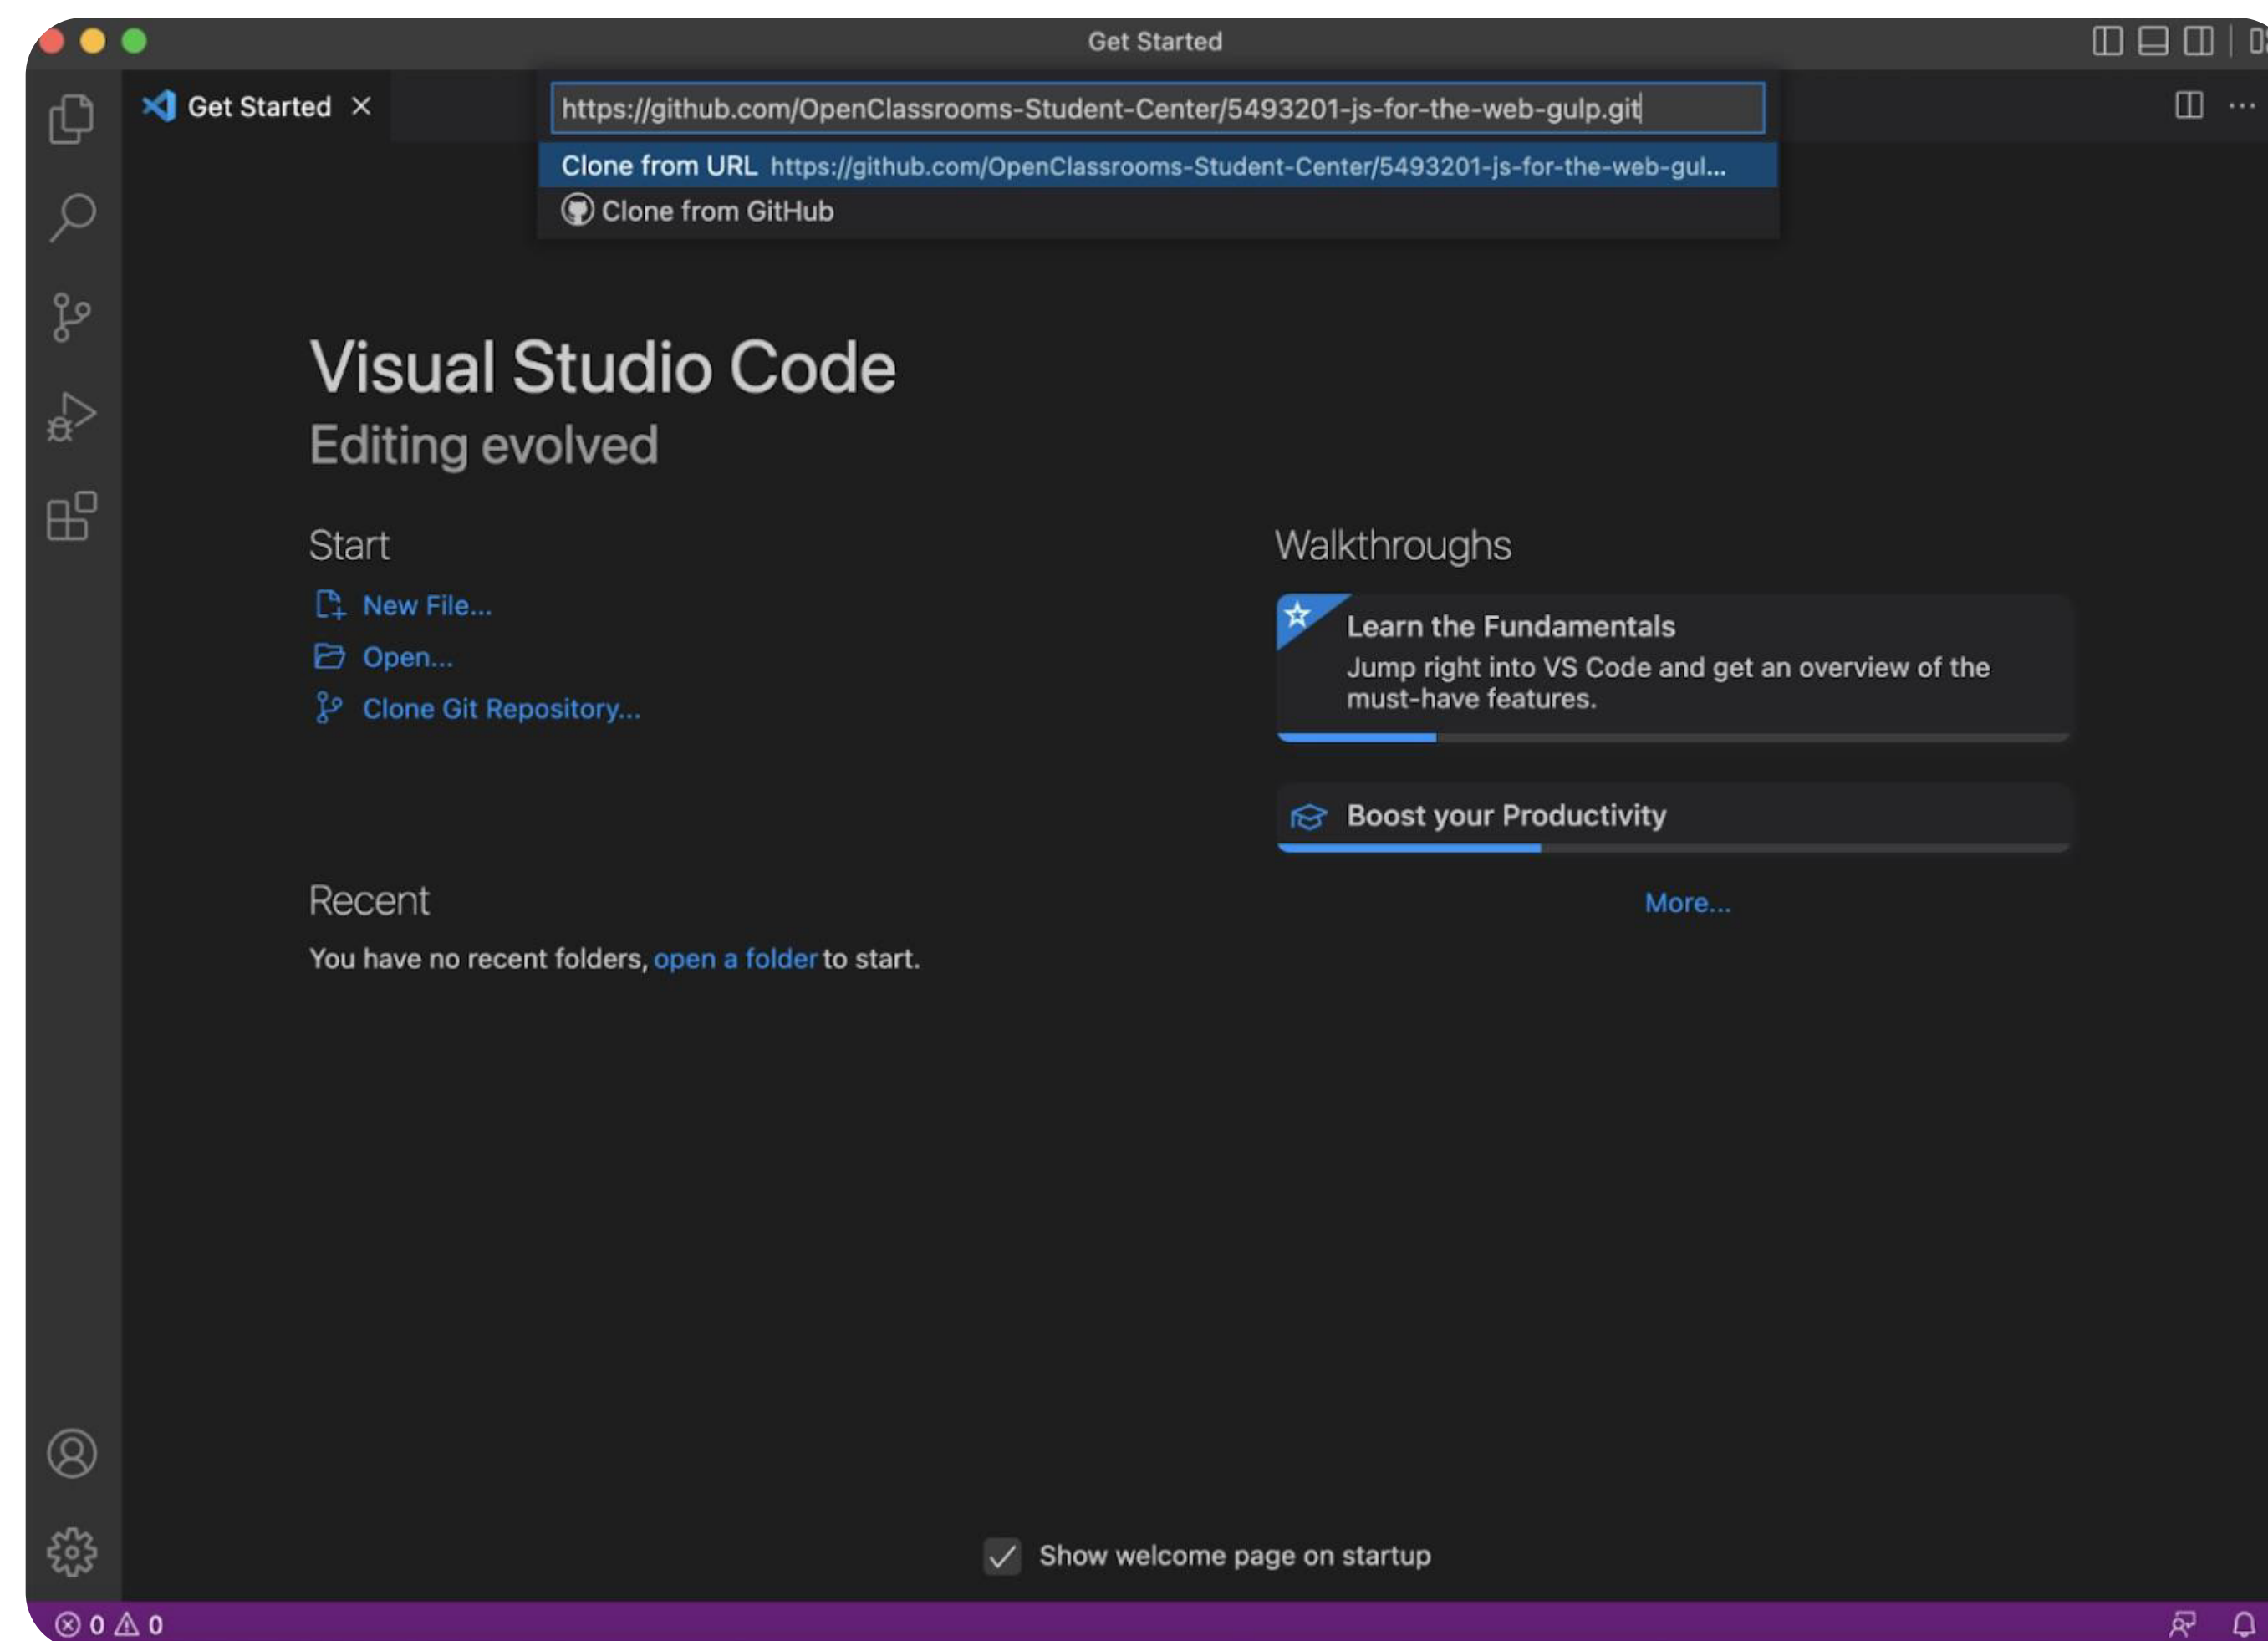 Get Started
Get Started
https://github.com/OpenClassrooms-Student-Center/5493201-js-for-the-web-gulp.git
Clone from URL https://github.com/OpenClassrooms-Student-Center/5493201-js-for-the-web-gul...
Clone from GitHub
Visual Studio Code
Editing evolved
Start
New File...
Open...
Clone Git Repository...
Recent
You have no recent folders, open a folder to start.
Walkthroughs
Learn the Fundamentals
Jump right into VS Code and get an overview of the
must-have features.
Boost your Productivity
More...
Show welcome page on startup
0 0